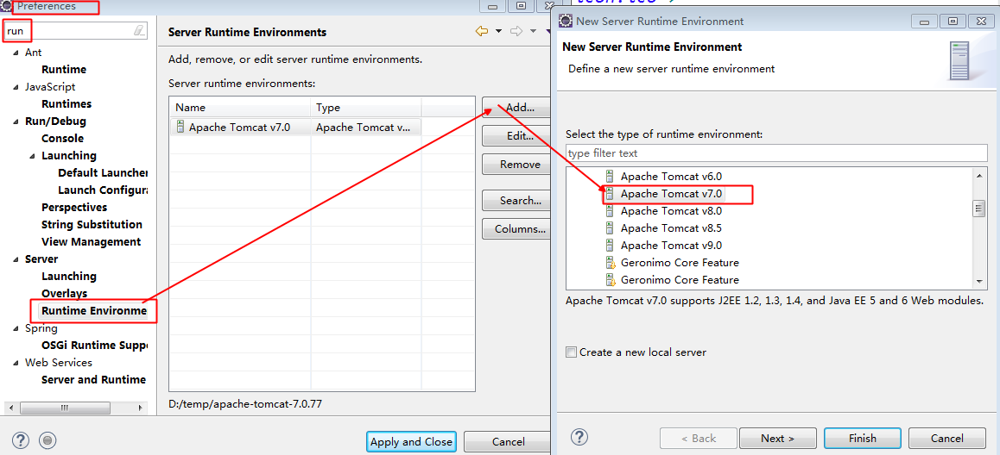 Preferences
run
Ant
Runtime
JavaScript
Runtimes
Run/Debug
Console
Launching
Default Launcher
Launch Configura
Perspectives
String Substitution
View Management
Server
Launching
Overlays
Runtime Environme
Spring
OSGi Runtime Suppo
Web Services
Server and Runtime
Server Runtime Environments
Add, remove, or edit server runtime environments.
Server runtime environments:
Name Type
Apache Tomcat v7.0 Apache Tomcat v...
Add...
Edit...
Remove
Search...
Columns...
D:/temp/apache-tomcat-7.0.77
Apply and Close Cancel
New Server Runtime Environment
New Server Runtime Environment
Define a new server runtime environment
Select the type of runtime environment:
type filter text
Apache Tomcat v6.0
Apache Tomcat v7.0
Apache Tomcat v8.0
Apache Tomcat v8.5
Apache Tomcat v9.0
Geronimo Core Feature
Geronimo Core Feature
Apache Tomcat v7.0 supports J2EE 1.2, 1.3, 1.4, and Java EE 5 and 6 Web modules.
Create a new local server
< Back Next > Finish Cancel